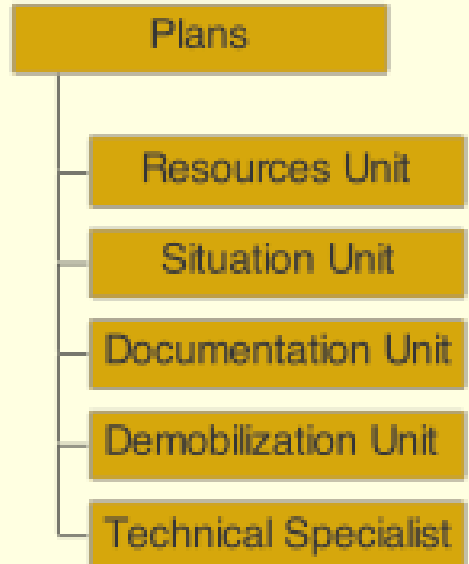 Plans
Resources Unit
Situation Unit
Documentation Unit
Demobilization Unit
Technical Specialist